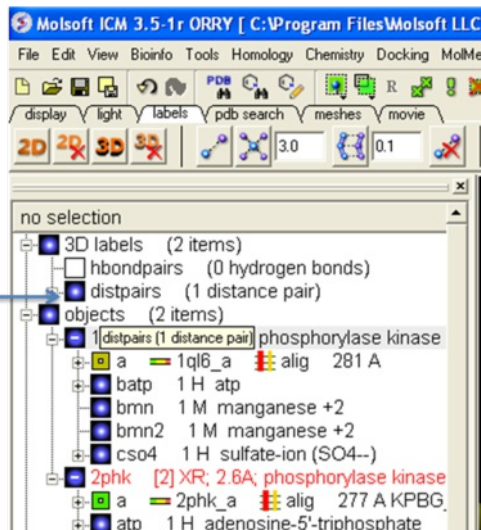 Molsoft ICM 3.5-1r ORRY [ C:\Program Files\Molsoft LLC
File Edit View Bioinfo Tools Homology Chemistry Docking MolMe
PDB R
display light labels pdb search meshes movie
2D 2D 3D 3D 3.0 0.1
no selection
3D labels (2 items)
hbondpairs (0 hydrogen bonds)
distpairs (1 distance pair)
objects (2 items)
1 distpairs (1 distance pair) phosphorylase kinase
a 1ql6_a alig 281 A
batp 1 H atp
bmn 1 M manganese +2
bmn2 1 M manganese +2
cso4 1 H sulfate-ion (SO4--)
2phk [2] XR; 2.6A; phosphorylase kinase
a 2phk_a alig 277 A KPBG_
atp 1 H adenosine-5'-triphosphate